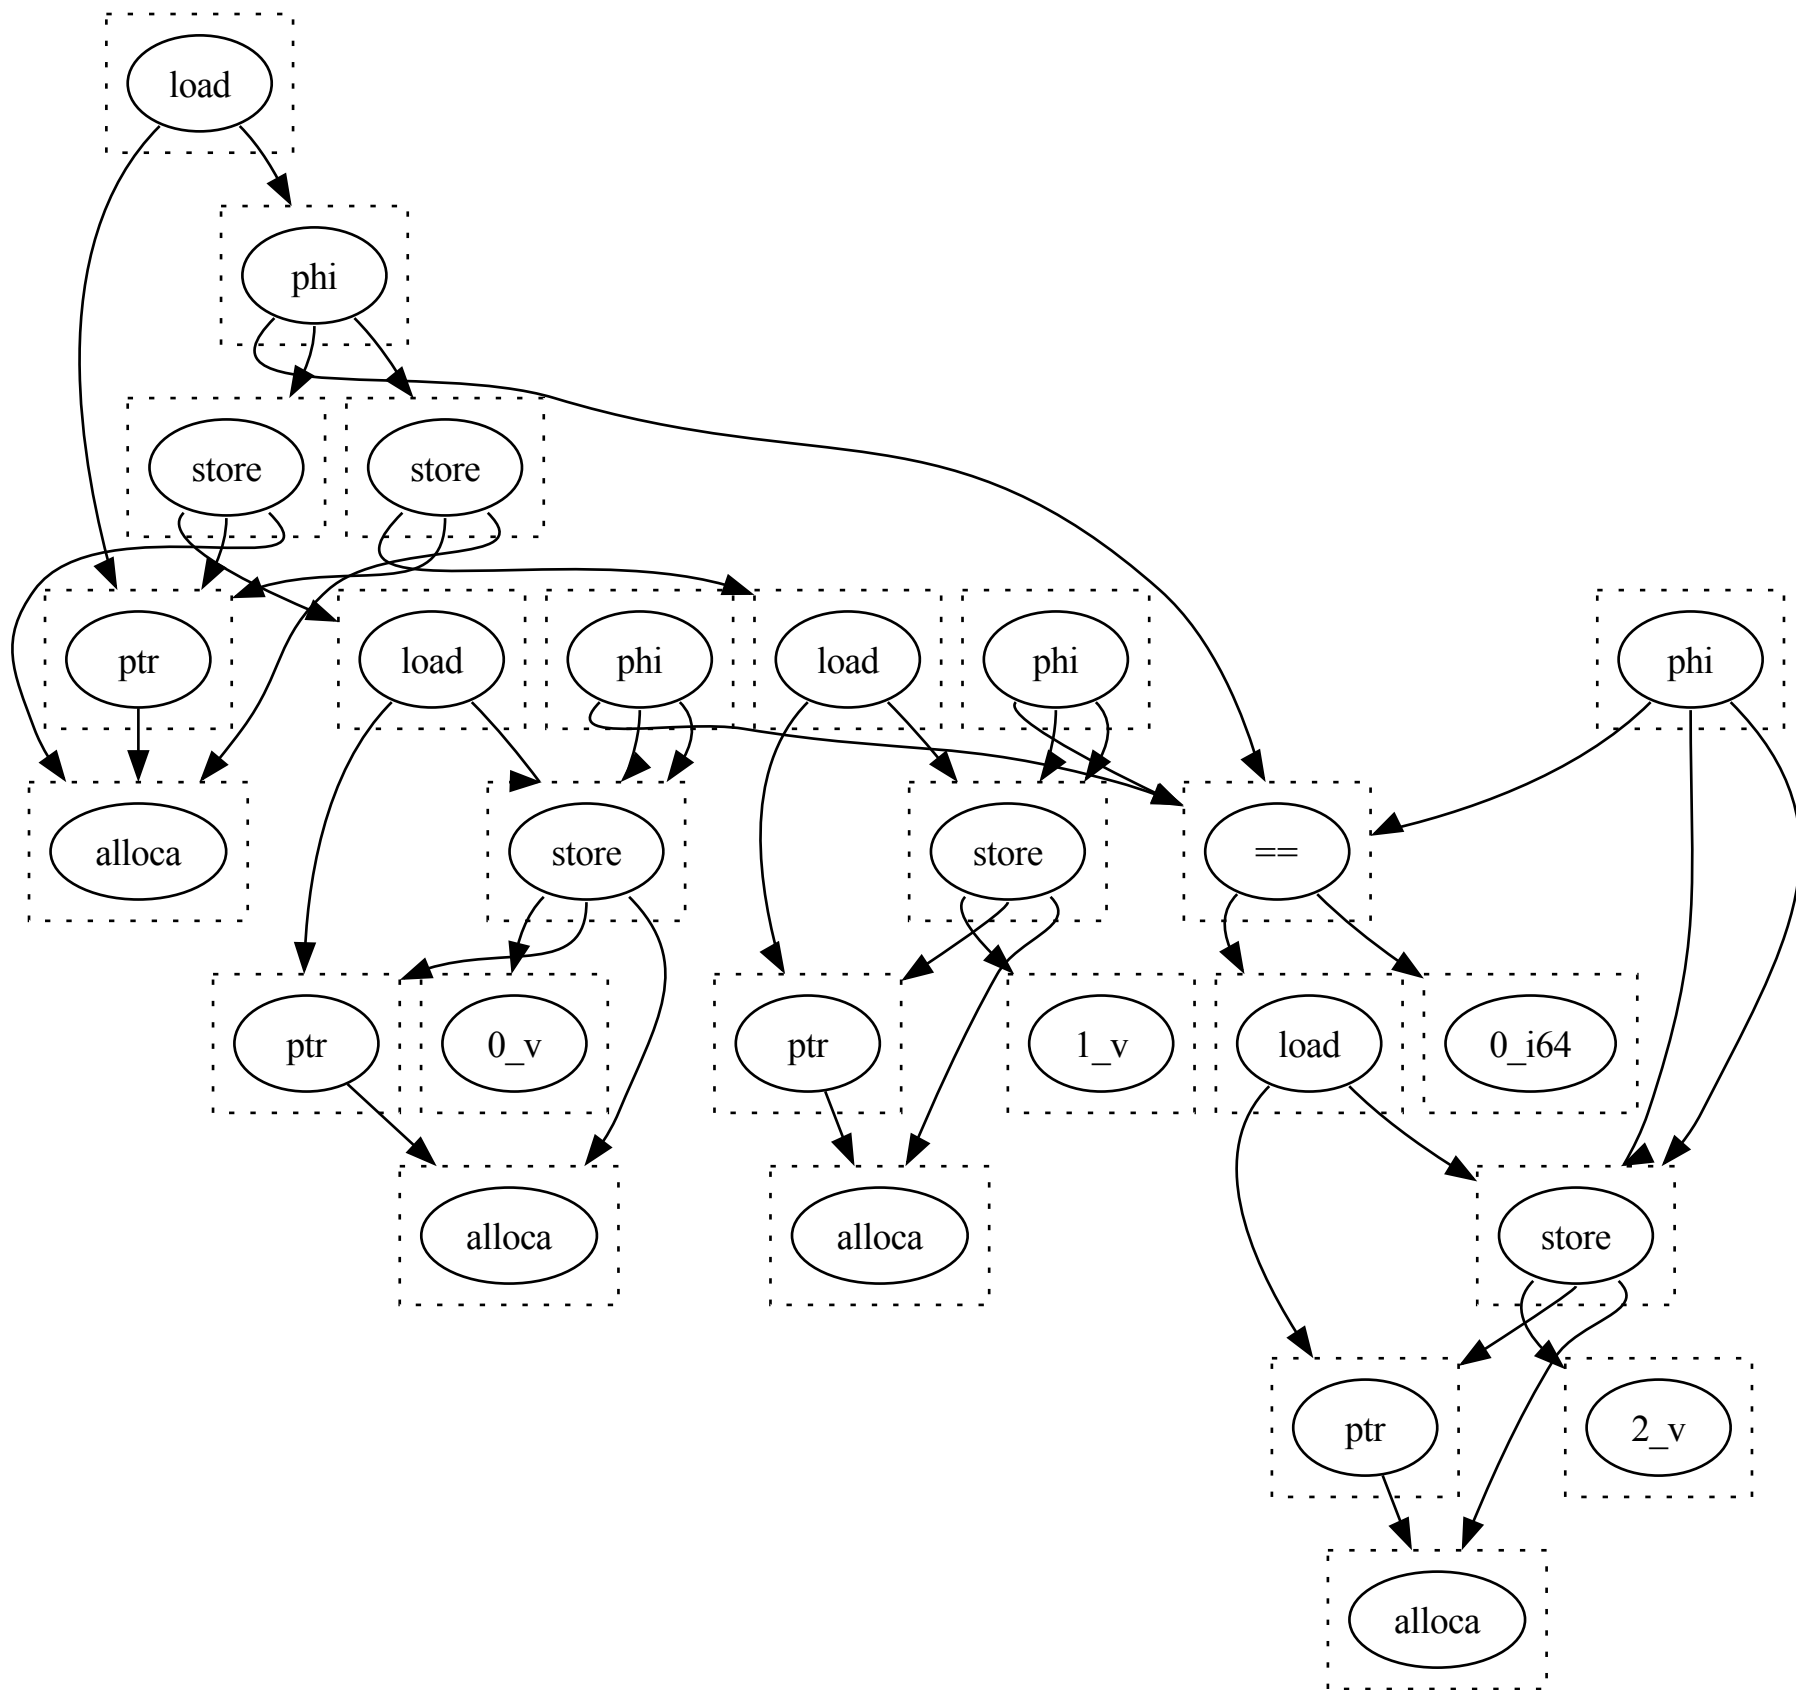 load
phi
store
store
ptr
load
phi
load
phi
phi
alloca
store
store
==
ptr
0_v
ptr
1_v
load
0_i64
alloca
alloca
store
ptr
2_v
alloca